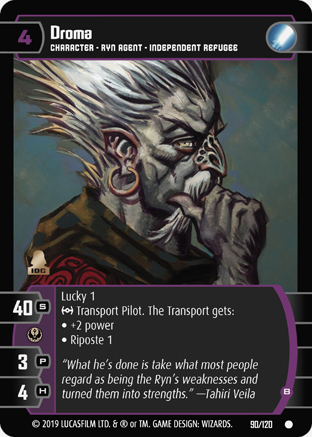 4
Droma
CHARACTER • RYN AGENT • INDEPENDENT REFUGEE
IDC
40 S
3 P
4 H
Lucky 1
Transport Pilot. The Transport gets:
• +2 power
• Riposte 1
"What he's done is take what most people
regard as being the Ryn's weaknesses and
turned them into strengths." —Tahiri Veila
B
© 2019 LUCASFILM LTD. & ® OR TM. GAME DESIGN: WIZARDS.
90/120